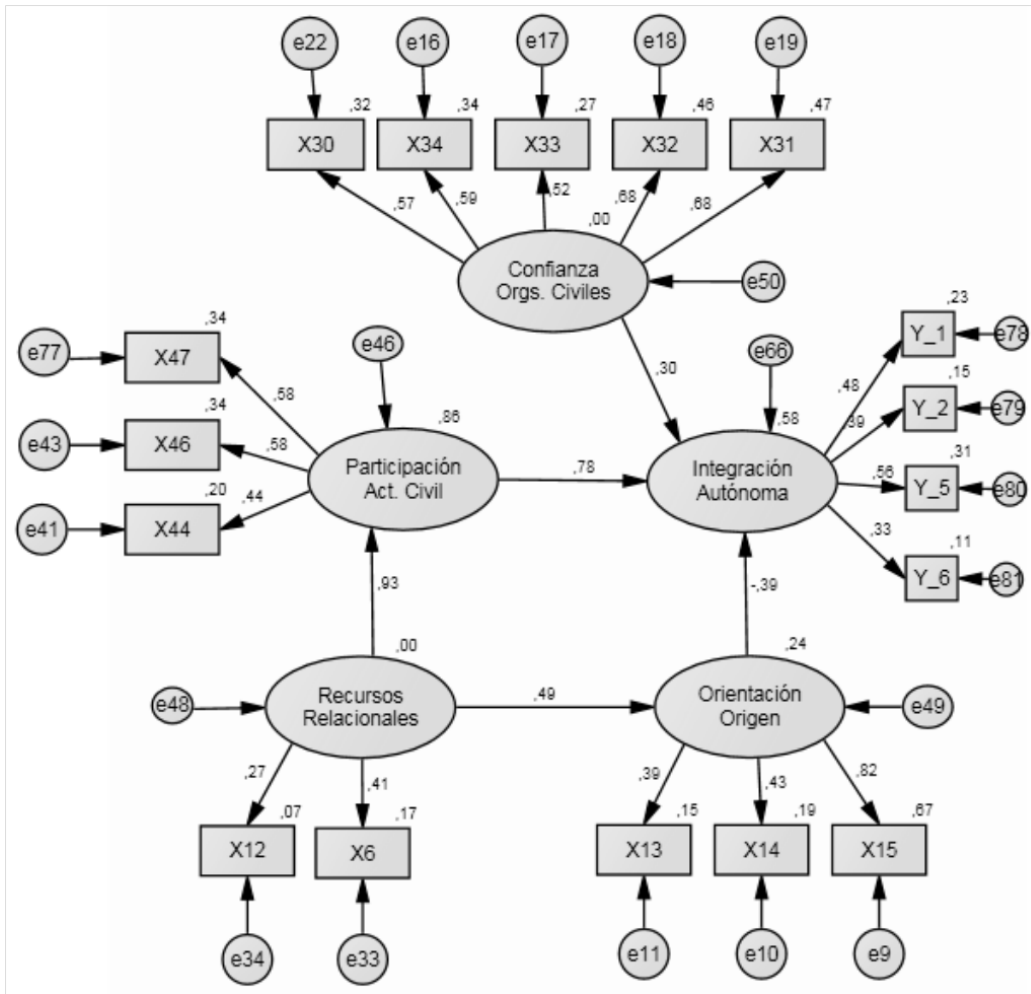 e22
e16
e17
e18
e19
,32
,34
,27
,46
,47
X30
X34
X33
X32
X31
,57
,59
,52
,68
,68
,00
Confianza
Orgs. Civiles
e50
,34
,23
e77
X47
e46
e66
Y_1
e78
,58
,30
,48
,15
,34
,86
,58
,39
Y_2
e79
e43
X46
,58
Participación
Act. Civil
,78
Integración
Autónoma
,31
,56
Y_5
e80
,20
,44
e41
X44
,33
,11
Y_6
e81
,93
-,39
,00
,24
e48
Recursos
Relacionales
,49
Orientación
Origen
e49
,27
,41
,39
,43
,82
,07
,17
,15
,19
,67
X12
X6
X13
X14
X15
e34
e33
e11
e10
e9